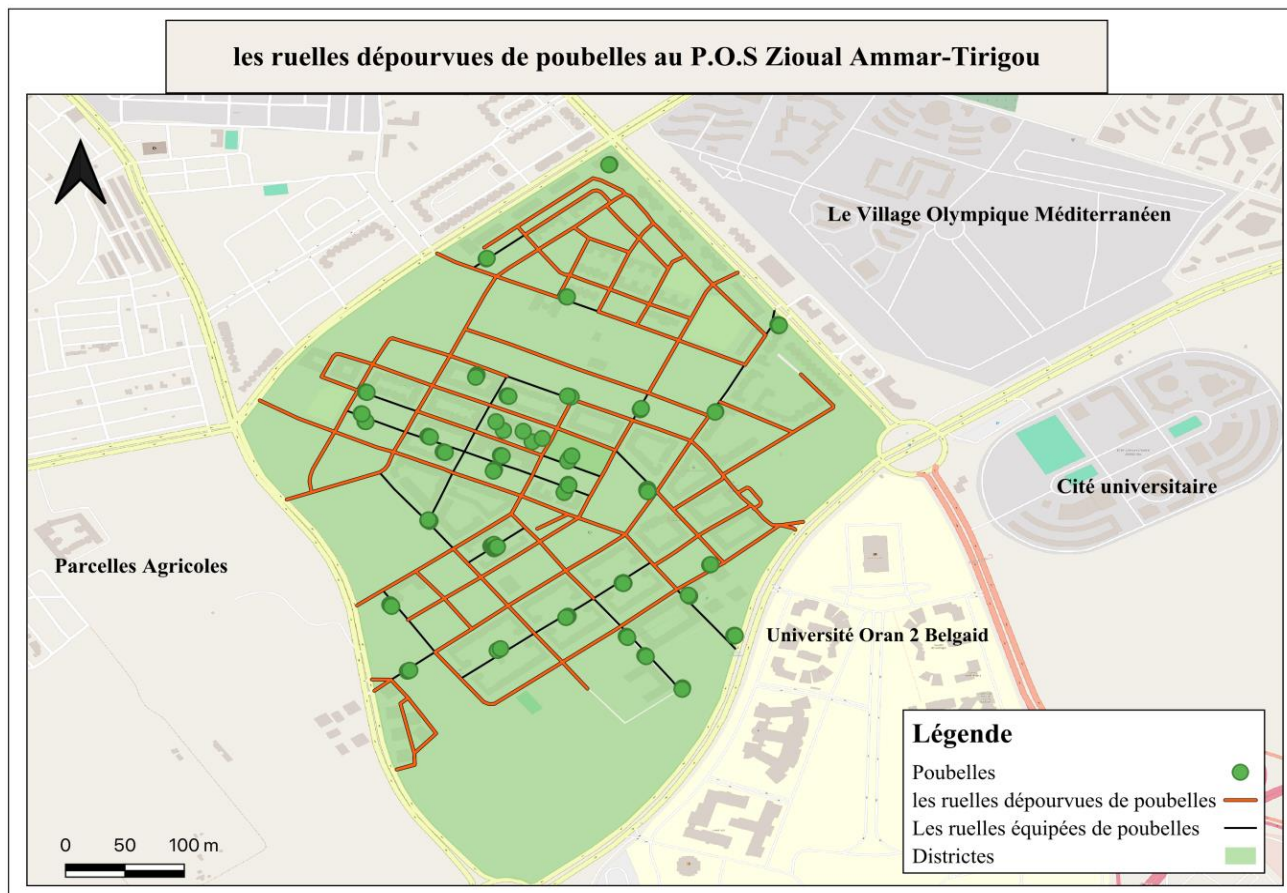 les ruelles dépourvues de poubelles au P.O.S Zioual Ammar-Tirigou
Le Village Olympique Méditerranéen
Cité universitaire
Parcelles Agricoles
Université Oran 2 Belgaid
Légende
Poubelles
les ruelles dépourvues de poubelles
Les ruelles équipées de poubelles
Districtes
0 50 100 m